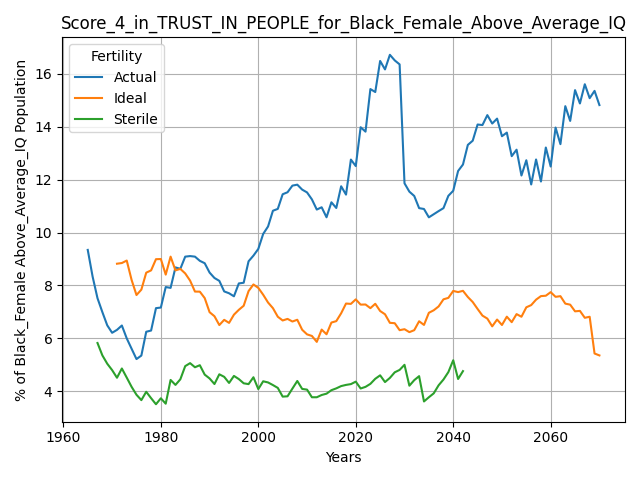 Score_4_in_TRUST_IN_PEOPLE_for_Black_Female_Above_Average_IQ
% of Black_Female Above_Average_IQ Population
Fertility
Actual
Ideal
Sterile
16
14
12
10
8
6
4
1960
1980
2000
2020
2040
2060
Years